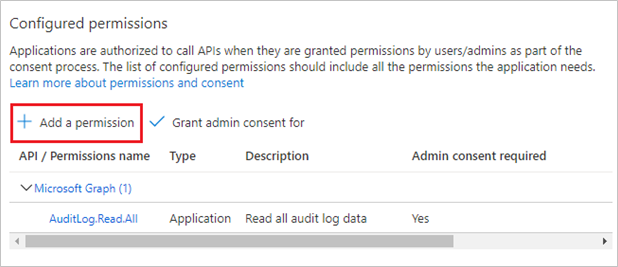 Configured permissions
Applications are authorized to call APIs when they are granted permissions by users/admins as part of the
consent process. The list of configured permissions should include all the permissions the application needs.
Learn more about permissions and consent
Add a permission Grant admin consent for
API / Permissions name Type Description Admin consent required
Microsoft Graph (1)
AuditLog.Read.All Application Read all audit log data Yes